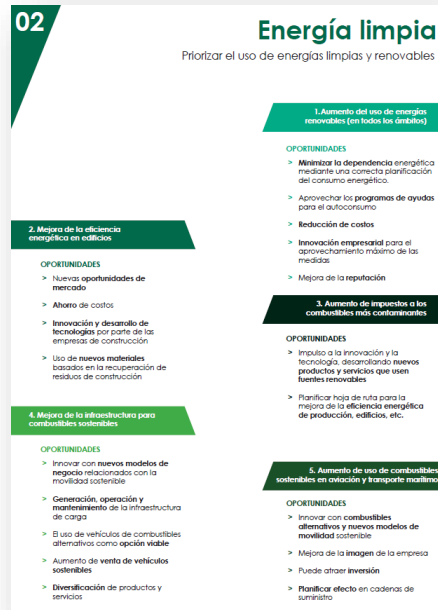 02
Energía limpia
Priorizar el uso de energías limpias y renovables
1. Aumento del uso de energías
renovables (en todos los ámbitos)
OPORTUNIDADES
> Minimizar la dependencia energética
mediante una correcta planificación
del consumo energético.
> Aprovechar los programas de ayudas
para el autoconsumo
> Reducción de costos
> Innovación empresarial para el
aprovechamiento máximo de las
medidas
> Mejora de la reputación
2. Mejora de la eficiencia
energética en edificios
OPORTUNIDADES
> Nuevas oportunidades de
mercado
> Ahorro de costos
> Innovación y desarrollo de
tecnologías por parte de las
empresas de construcción
> Uso de nuevos materiales
basados en la recuperación de
residuos de construcción
3. Aumento de impuestos a los
combustibles más contaminantes
OPORTUNIDADES
> Impulso a la innovación y la
tecnología, desarrollando nuevos
productos y servicios que usen
fuentes renovables
> Planificar hoja de ruta para la
mejora de la eficiencia energética
de producción, edificios, etc.
4. Mejora de la infraestructura para
combustibles sostenibles
OPORTUNIDADES
> Innovar con nuevos modelos de
negocio relacionados con la
movilidad sostenible
> Generación, operación y
mantenimiento de la infraestructura
de carga
> El uso de vehículos de combustibles
alternativos como opción viable
> Aumento de venta de vehículos
sostenibles
> Diversificación de productos y
servicios
5. Aumento de uso de combustibles
sostenibles en aviación y transporte marítimo
OPORTUNIDADES
> Innovar con combustibles
alternativos y nuevos modelos de
movilidad sostenible
> Mejora de la imagen de la empresa
> Puede atraer inversión
> Planificar efecto en cadenas de
suministro